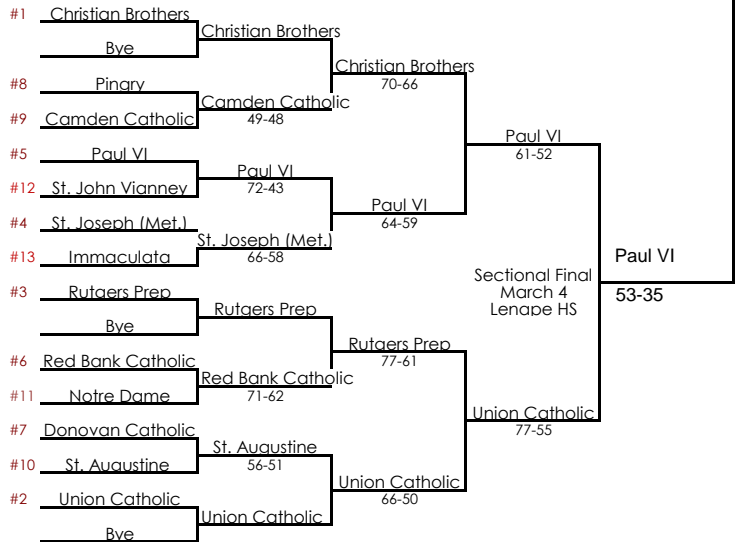 #1 Christian Brothers
Christian Brothers
Bye
Christian Brothers
70-66
#8 Pingry
Camden Catholic
49-48
#9 Camden Catholic
Paul VI
61-52
#5 Paul VI
Paul VI
72-43
#12 St. John Vianney
Paul VI
64-59
#4 St. Joseph (Met.)
St. Joseph (Met.)
66-58
#13 Immaculata
Paul VI
53-35
Sectional Final
March 4
Lenape HS
#3 Rutgers Prep
Rutgers Prep
Bye
Rutgers Prep
77-61
#6 Red Bank Catholic
Red Bank Catholic
71-62
#11 Notre Dame
Union Catholic
77-55
#7 Donovan Catholic
St. Augustine
56-51
#10 St. Augustine
Union Catholic
66-50
#2 Union Catholic
Union Catholic
Bye